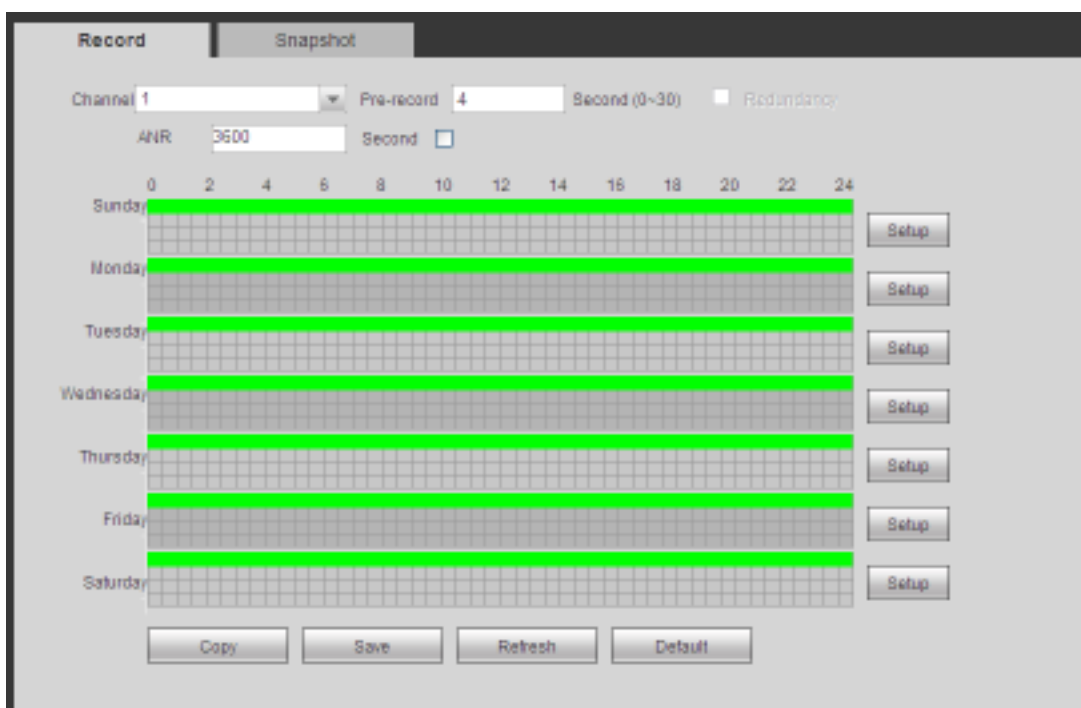 Record Snapshot
Channel 1 Pre-record 4 Second (0~30) Redundancy
ANR 3600 Second
0 2 4 6 8 10 12 14 16 18 20 22 24
Sunday Setup
Monday Setup
Tuesday Setup
Wednesday Setup
Thursday Setup
Friday Setup
Saturday Setup
Copy Save Refresh Default